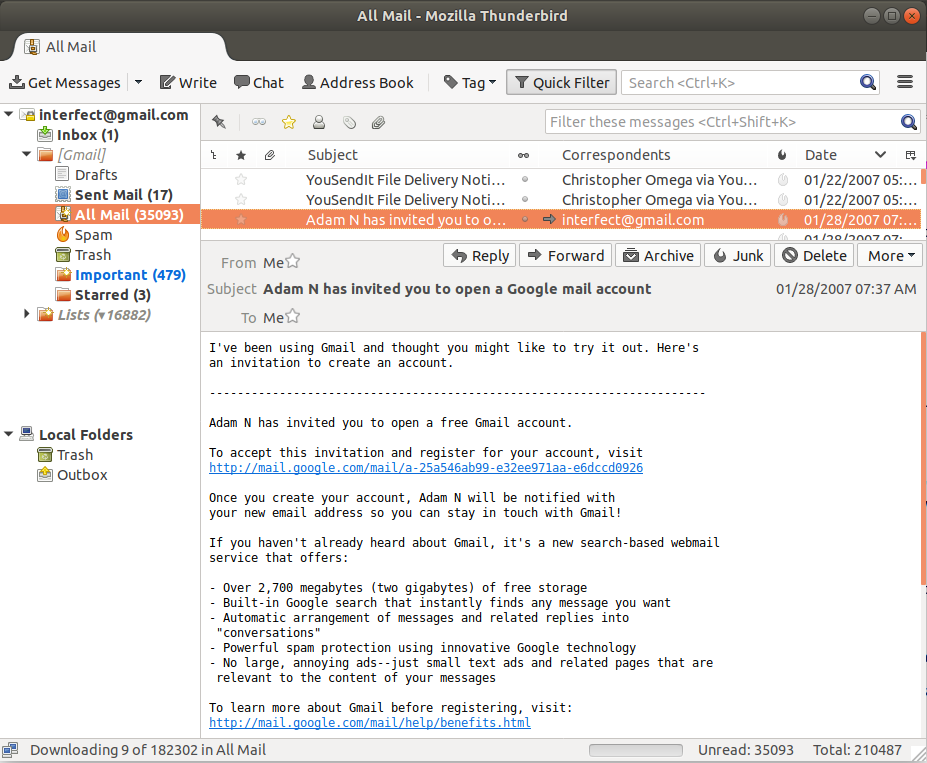 All Mail - Mozilla Thunderbird
All Mail
Get Messages Write Chat Address Book Tag Quick Filter Search <Ctrl+K>
interfect@gmail.com
Inbox (1)
[Gmail]
Drafts
Sent Mail (17)
All Mail (35093)
Spam
Trash
Important (479)
Starred (3)
Lists (▾16882)
Local Folders
Trash
Outbox
Filter these messages <Ctrl+Shift+K>
Subject Correspondents Date
YouSendIt File Delivery Noti... Christopher Omega via You... 01/22/2007 05:...
YouSendIt File Delivery Noti... Christopher Omega via You... 01/22/2007 05:...
Adam N has invited you to o... interfect@gmail.com 01/28/2007 07:...
01/28/2007 07:...
From Me Reply Forward Archive Junk Delete More
Subject Adam N has invited you to open a Google mail account 01/28/2007 07:37 AM
To Me
I've been using Gmail and thought you might like to try it out. Here's
an invitation to create an account.
-----------------------------------------------------------------------
Adam N has invited you to open a free Gmail account.
To accept this invitation and register for your account, visit
http://mail.google.com/mail/a-25a546ab99-e32ee971aa-e6dccd0926
Once you create your account, Adam N will be notified with
your new email address so you can stay in touch with Gmail!
If you haven't already heard about Gmail, it's a new search-based webmail
service that offers:
- Over 2,700 megabytes (two gigabytes) of free storage
- Built-in Google search that instantly finds any message you want
- Automatic arrangement of messages and related replies into
"conversations"
- Powerful spam protection using innovative Google technology
- No large, annoying ads--just small text ads and related pages that are
relevant to the content of your messages
To learn more about Gmail before registering, visit:
http://mail.google.com/mail/help/benefits.html
Downloading 9 of 182302 in All Mail Unread: 35093 Total: 210487